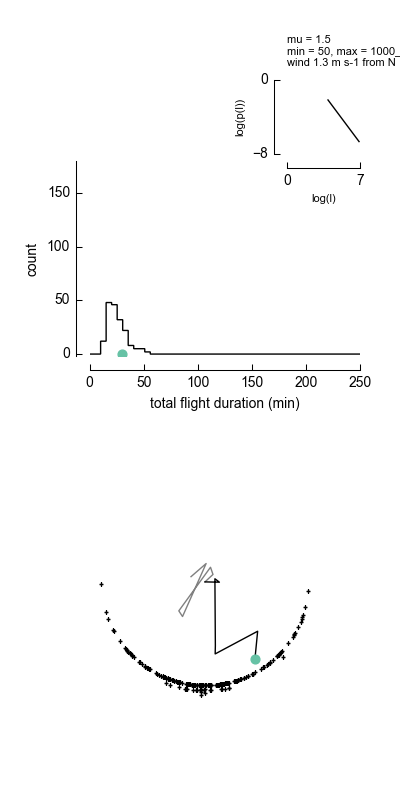 mu = 1.5
min = 50, max = 1000_
wind 1.3 m s-1 from N
0
log(p(l))
−8
0
7
log(l)
150
100
50
0
count
0
50
100
150
200
250
total flight duration (min)